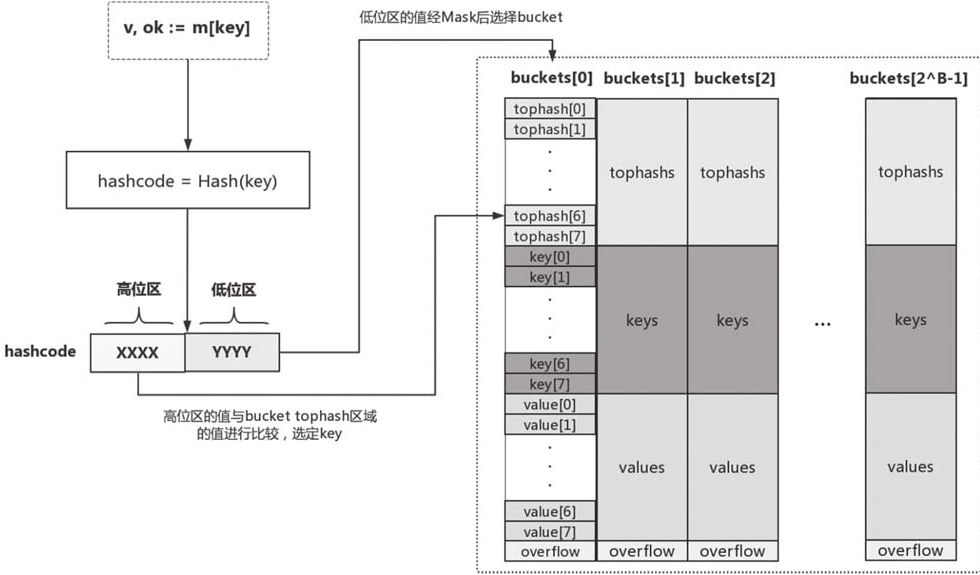 v, ok := m[key]
低位区的值经Mask后选择bucket
hashcode = Hash(key)
高位区
低位区
hashcode
XXXX
YYYY
高位区的值与bucket tophash区域
的值进行比较，选定key
buckets[0]
buckets[1]
buckets[2]
buckets[2^B-1]
tophash[0]
tophash[1]
.
.
.
tophash[6]
tophash[7]
key[0]
key[1]
.
.
.
key[6]
key[7]
value[0]
value[1]
.
.
.
value[6]
value[7]
overflow
tophashs
keys
values
overflow
tophashs
keys
values
overflow
...
tophashs
keys
values
overflow